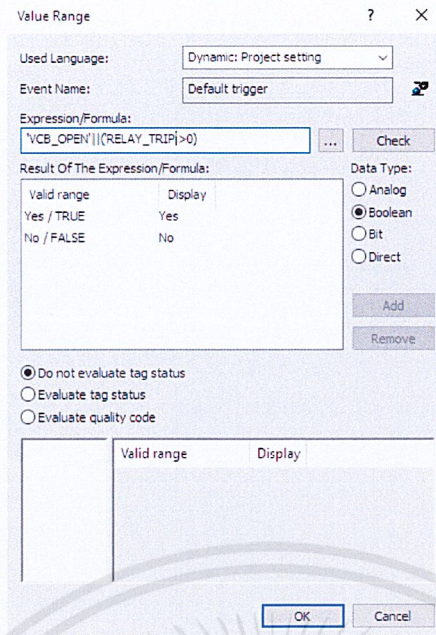 Value Range ? ×
Used Language: Dynamic: Project setting
Event Name: Default trigger
Expression/Formula:
'VCB_OPEN'||('RELAY_TRIP'>0) ... Check
Result Of The Expression/Formula: Data Type:
Valid range Display Analog
Yes / TRUE Yes Boolean
No / FALSE No Bit
Direct
Add
Remove
Do not evaluate tag status
Evaluate tag status
Evaluate quality code
Valid range Display
OK Cancel